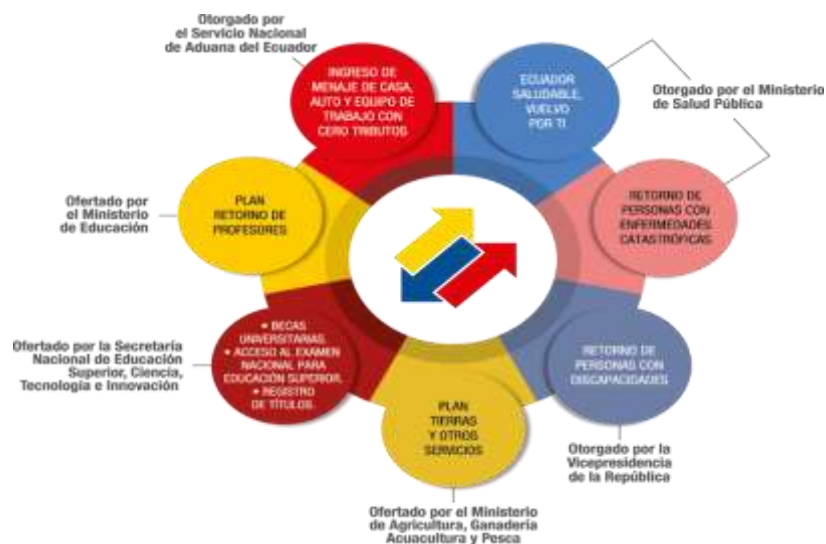 Otorgado por
el Servicio Nacional
de Aduana del Ecuador
INGRESO DE
MENAJE DE CASA,
AUTO Y EQUIPO DE
TRABAJO CON
CERO TRIBUTOS
ECUADOR
SALUDABLE,
VUELVO
POR TI
Otorgado por el Ministerio
de Salud Pública
Ofertado por
el Ministerio
de Educación
PLAN
RETORNO DE
PROFESORES
RETORNO DE
PERSONAS CON
ENFERMEDADES
CATASTRÓFICAS
Ofertado por la Secretaría
Nacional de Educación
Superior, Ciencia,
Tecnología e Innovación
• BECAS
UNIVERSITARIAS.
• ACCESO AL EXAMEN
NACIONAL PARA
EDUCACIÓN SUPERIOR.
• REGISTRO
DE TÍTULOS.
RETORNO DE
PERSONAS CON
DISCAPACIDADES
PLAN
TIERRAS
Y OTROS
SERVICIOS
Otorgado por la
Vicepresidencia
de la República
Ofertado por el Ministerio
de Agricultura, Ganadería
Acuacultura y Pesca